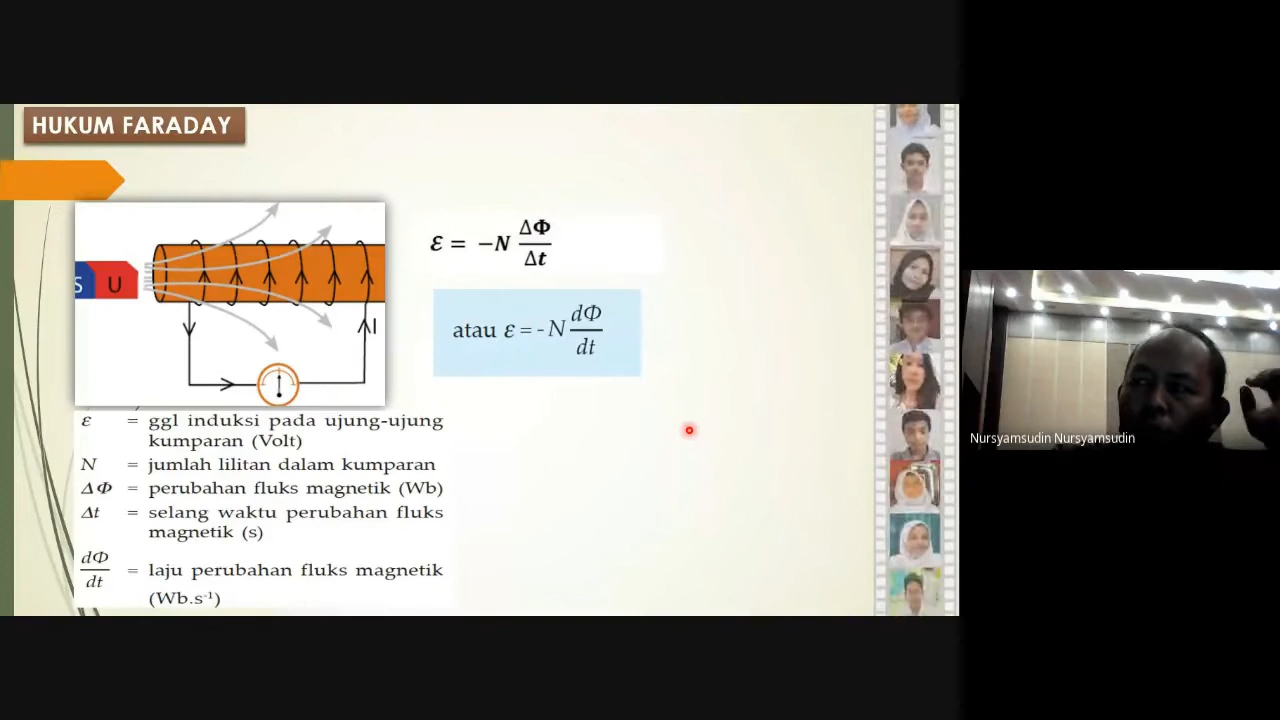 HUKUM FARADAY
S U
I
ε = −N ΔΦ/Δt
atau ε = - N dΦ/dt
ε = ggl induksi pada ujung-ujung
kumparan (Volt)
N = jumlah lilitan dalam kumparan
ΔΦ = perubahan fluks magnetik (Wb)
Δt = selang waktu perubahan fluks
magnetik (s)
dΦ/dt = laju perubahan fluks magnetik
(Wb.s⁻¹)
Nursyamsudin Nursyamsudin